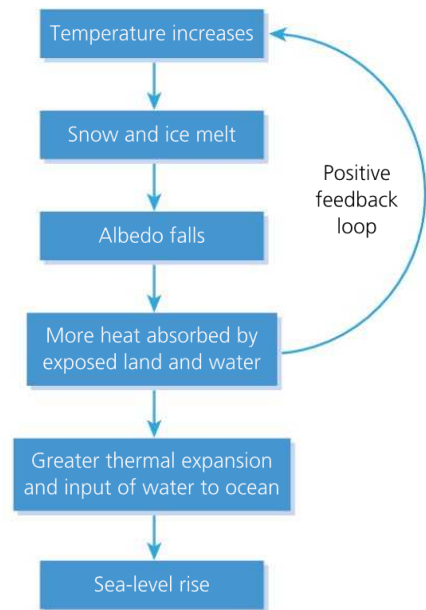 Temperature increases
Snow and ice melt
Positive
feedback
loop
Albedo falls
More heat absorbed by
exposed land and water
Greater thermal expansion
and input of water to ocean
Sea-level rise